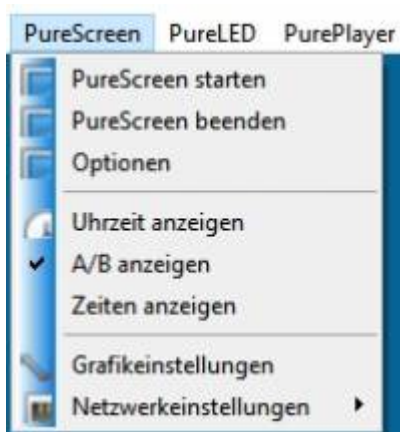 PureScreen PureLED PurePlayer
PureScreen starten
PureScreen beenden
Optionen
Uhrzeit anzeigen
A/B anzeigen
Zeiten anzeigen
Grafikeinstellungen
Netzwerkeinstellungen